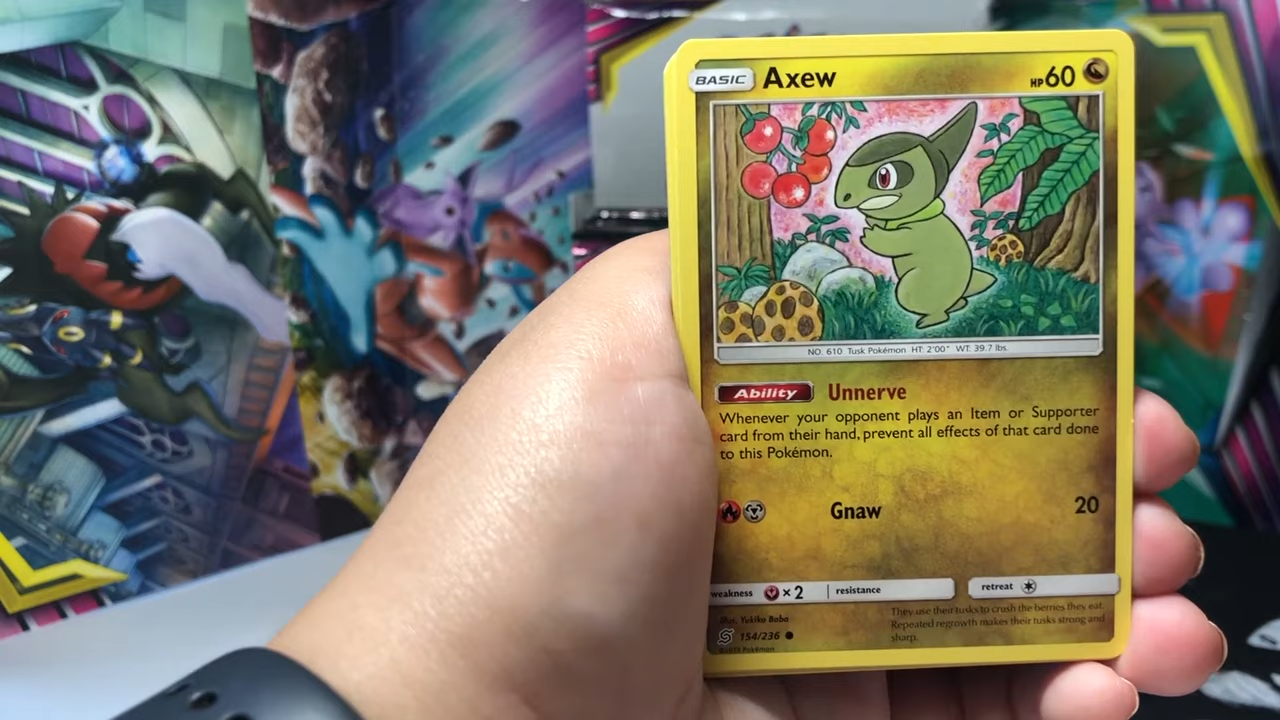 BASIC Axew HP60
NO. 610 Tusk Pokémon HT: 2'00" WT: 39.7 lbs.
Ability Unnerve
Whenever your opponent plays an Item or Supporter
card from their hand, prevent all effects of that card done
to this Pokémon.
Gnaw 20
weakness ×2 resistance retreat
Illus. Yukiko Baba
They use their tusks to crush the berries they eat.
Repeated regrowth makes their tusks strong and
sharp.
154/236
©2019 Pokémon